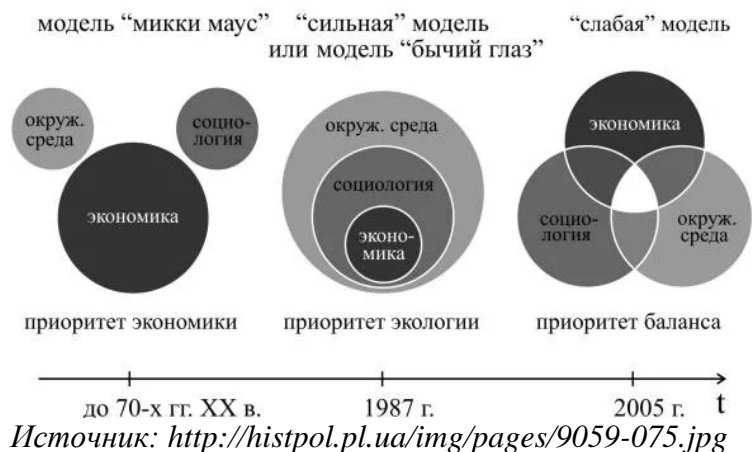 модель “микки маус”
“сильная” модель
или модель “бычий глаз”
“слабая” модель
окруж.
среда
социо-
логия
экономика
окруж. среда
социология
эконо-
мика
экономика
социо-
логия
окруж.
среда
приоритет экономики
приоритет экологии
приоритет баланса
до 70-х гг. XX в.
1987 г.
2005 г.
t
Источник: http://histpol.pl.ua/img/pages/9059-075.jpg